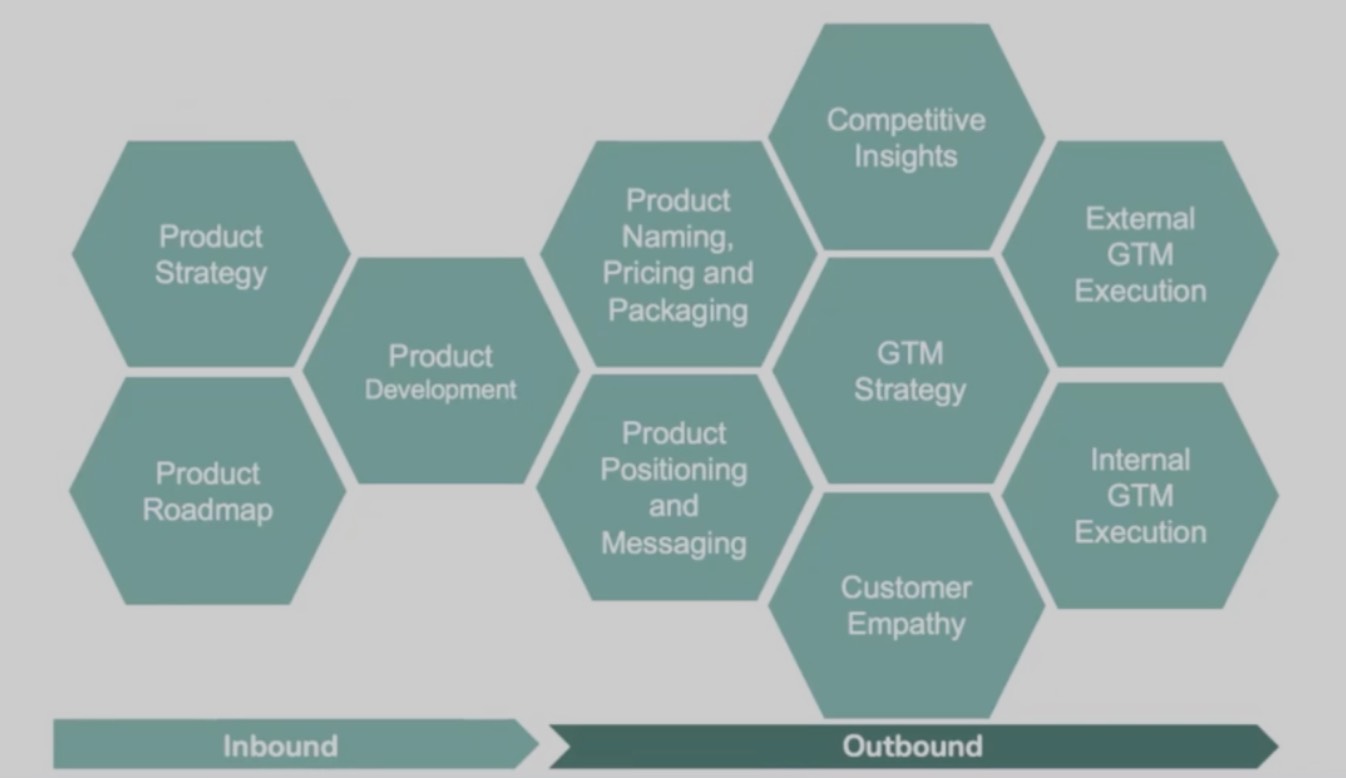 Competitive
Insights
Product
Strategy
Product
Naming,
Pricing and
Packaging
External
GTM
Execution
Product
Development
GTM
Strategy
Product
Roadmap
Product
Positioning
and
Messaging
Internal
GTM
Execution
Customer
Empathy
Inbound
Outbound